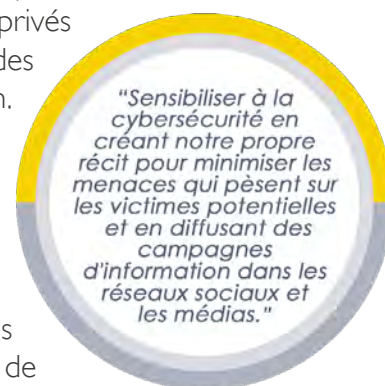 privés
des
"Sensibiliser à la
cybersécurité en
créant notre propre
récit pour minimiser les
menaces qui pèsent sur
les victimes potentielles
et en diffusant des
campagnes
d'information dans les
réseaux sociaux et
les médias."
de